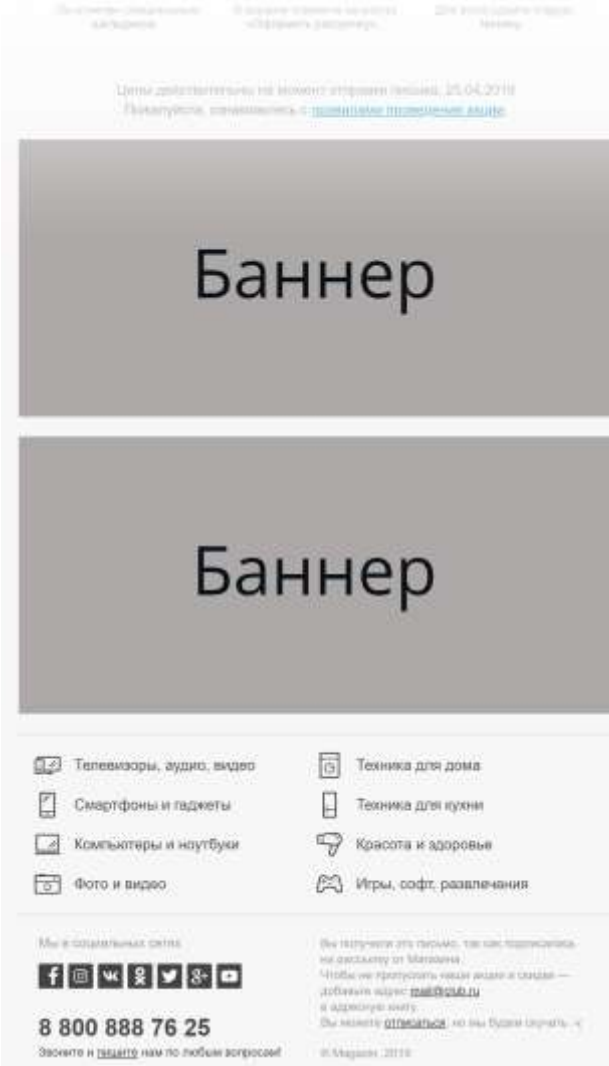 Цены действительны на момент отправки письма, 25.04.2019
Пожалуйста, ознакомьтесь с правилами проведения акции.
Баннер
Баннер
Телевизоры, аудио, видео
Техника для дома
Смартфоны и гаджеты
Техника для кухни
Компьютеры и ноутбуки
Красота и здоровье
Фото и видео
Игры, софт, развлечения
Мы в социальных сетях
8 800 888 76 25
Звоните и пишите нам по любым вопросам!
Вы получили это письмо, так как подписались
на рассылку от Магазина.
Чтобы не пропустить наши акции и скидки —
добавьте адрес mail@club.ru
в адресную книгу.
Вы можете отписаться, но мы будем скучать :-(
© Магазин, 2019